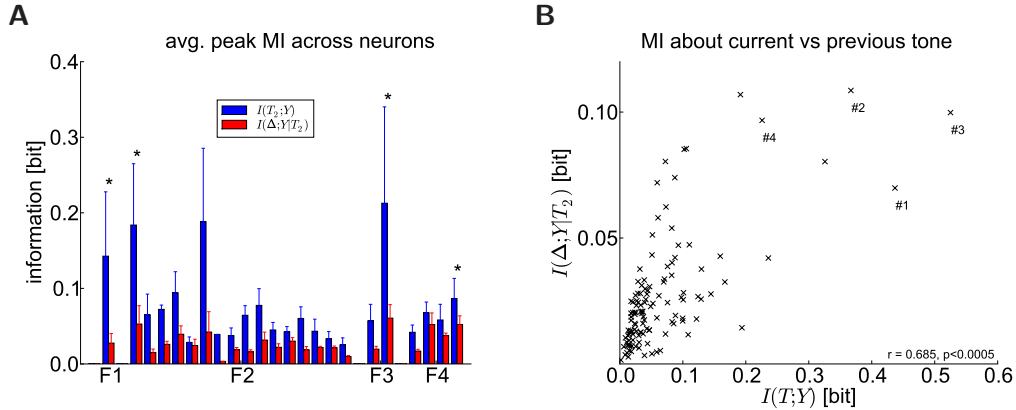 A
avg. peak MI across neurons
0.4
0.3
0.2
0.1
0.0
information [bit]
I(T₂;Y)
I(Δ;Y|T₂)
*
*
*
*
F1
F2
F3
F4
B
MI about current vs previous tone
0.10
0.05
I(Δ;Y|T₂) [bit]
#2
#3
#4
#1
r = 0.685, p<0.0005
0.0
0.1
0.2
0.3
0.4
0.5
0.6
I(T;Y) [bit]